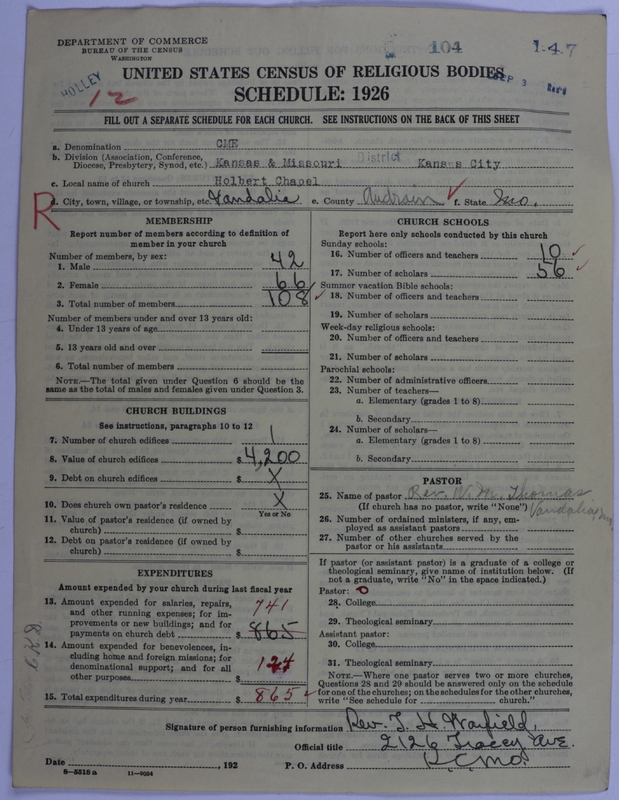 DEPARTMENT OF COMMERCE
BUREAU OF THE CENSUS
WASHINGTON
104
147
HOLLEY
12
UNITED STATES CENSUS OF RELIGIOUS BODIES
SEP 3
SCHEDULE: 1926
FILL OUT A SEPARATE SCHEDULE FOR EACH CHURCH. SEE INSTRUCTIONS ON THE BACK OF THIS SHEET
a. Denomination CME
b. Division (Association, Conference, Diocese, Presbytery, Synod, etc.) Kansas & Missouri District Kansas City
c. Local name of church Holbert Chapel
R
d. City, town, village, or township, etc. Vandalia e. County Audrain f. State Mo.
MEMBERSHIP
Report number of members according to definition of
member in your church
Number of members, by sex:
1. Male 42
2. Female 66
3. Total number of members 108
Number of members under and over 13 years old:
4. Under 13 years of age
5. 13 years old and over
6. Total number of members
NOTE.—The total given under Question 6 should be the
same as the total of males and females given under Question 3.
CHURCH BUILDINGS
See instructions, paragraphs 10 to 12
7. Number of church edifices 1
8. Value of church edifices $ 4,200
9. Debt on church edifices $ X
10. Does church own pastor's residence X
Yes or No
11. Value of pastor's residence (if owned by
church) $
12. Debt on pastor's residence (if owned by
church) $
EXPENDITURES
Amount expended by your church during last fiscal year
13. Amount expended for salaries, repairs,
and other running expenses; for im-
provements or new buildings; and for
payments on church debt $ 741 865
14. Amount expended for benevolences, in-
cluding home and foreign missions; for
denominational support; and for all
other purposes 124
15. Total expenditures during year $ 865
CHURCH SCHOOLS
Report here only schools conducted by this church
Sunday schools:
16. Number of officers and teachers 10
17. Number of scholars 56
Summer vacation Bible schools:
18. Number of officers and teachers
19. Number of scholars
Week-day religious schools:
20. Number of officers and teachers
21. Number of scholars
Parochial schools:
22. Number of administrative officers
23. Number of teachers—
a. Elementary (grades 1 to 8)
b. Secondary
24. Number of scholars—
a. Elementary (grades 1 to 8)
b. Secondary
PASTOR
25. Name of pastor Rev. W. M. Thomas
(If church has no pastor, write "None") Vandalia Mo.
26. Number of ordained ministers, if any, em-
ployed as assistant pastors
27. Number of other churches served by the
pastor or his assistants
If pastor (or assistant pastor) is a graduate of a college or
theological seminary, give name of institution below. (If
not a graduate, write "No" in the space indicated.)
Pastor: 0
28. College
29. Theological seminary
Assistant pastor:
30. College
31. Theological seminary
NOTE.—Where one pastor serves two or more churches,
Questions 28 and 29 should be answered only on the schedule
for one of the churches; on the schedules for the other churches,
write "See schedule for church."
Signature of person furnishing information Rev. T. H. Warfield,
Official title 2126 Tracey Ave.
Date , 192 P. O. Address K.C. Mo.
8-5315 a 11-9034